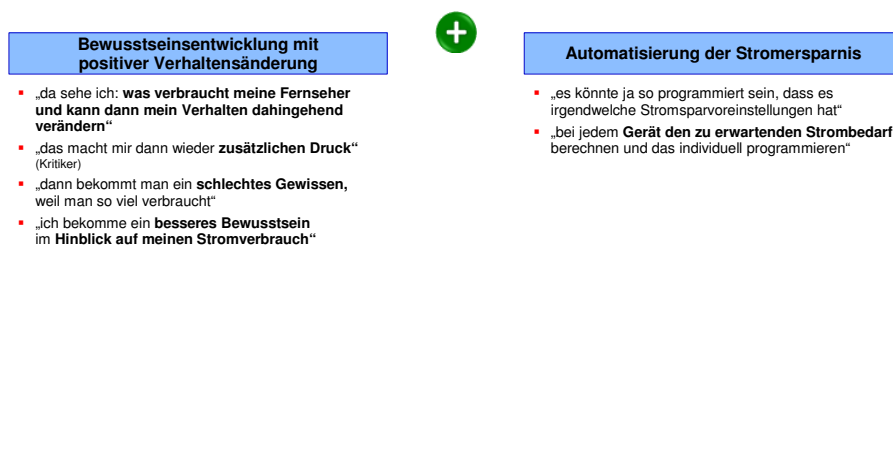 Bewusstseinsentwicklung mit
positiver Verhaltensänderung
„da sehe ich: was verbraucht meine Fernseher
und kann dann mein Verhalten dahingehend
verändern“
„das macht mir dann wieder zusätzlichen Druck“
(Kritiker)
„dann bekommt man ein schlechtes Gewissen,
weil man so viel verbraucht“
„ich bekomme ein besseres Bewusstsein
im Hinblick auf meinen Stromverbrauch“
Automatisierung der Stromersparnis
„es könnte ja so programmiert sein, dass es
irgendwelche Stromsparvoreinstellungen hat“
„bei jedem Gerät den zu erwartenden Strombedarf
berechnen und das individuell programmieren“